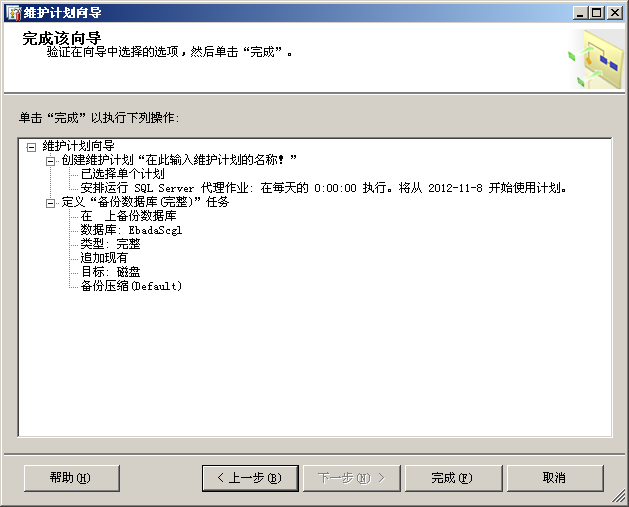 维护计划向导
完成该向导
验证在向导中选择的选项，然后单击“完成”。
单击“完成”以执行下列操作:
维护计划向导
创建维护计划“在此输入维护计划的名称！”
已选择单个计划
安排运行 SQL Server 代理作业: 在每天的 0:00:00 执行。将从 2012-11-8 开始使用计划。
定义“备份数据库(完整)”任务
在 上备份数据库
数据库: EbadaScgl
类型: 完整
追加现有
目标: 磁盘
备份压缩(Default)
帮助(H) < 上一步(B) 下一步(N) > 完成(F) 取消